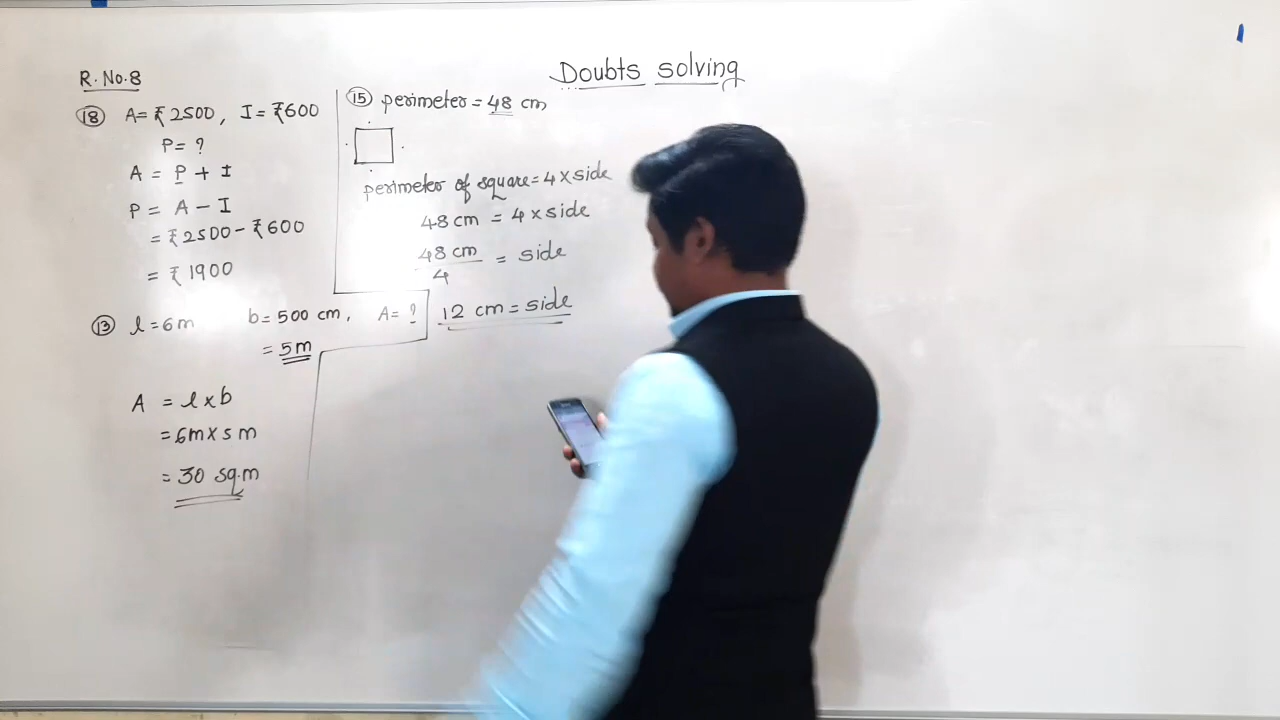 Doubts solving
R. No. 8
(18) A = ₹ 2500, I = ₹600
P = ?
A = P + I
P = A - I
= ₹ 2500 - ₹ 600
= ₹ 1900
(13) l = 6m b = 500 cm, A = ?
= 5m
A = l x b
= 6m x 5 m
= 30 sq.m
(15) perimeter = 48 cm
perimeter of square = 4 x side
48 cm = 4 x side
48 cm / 4 = side
12 cm = side